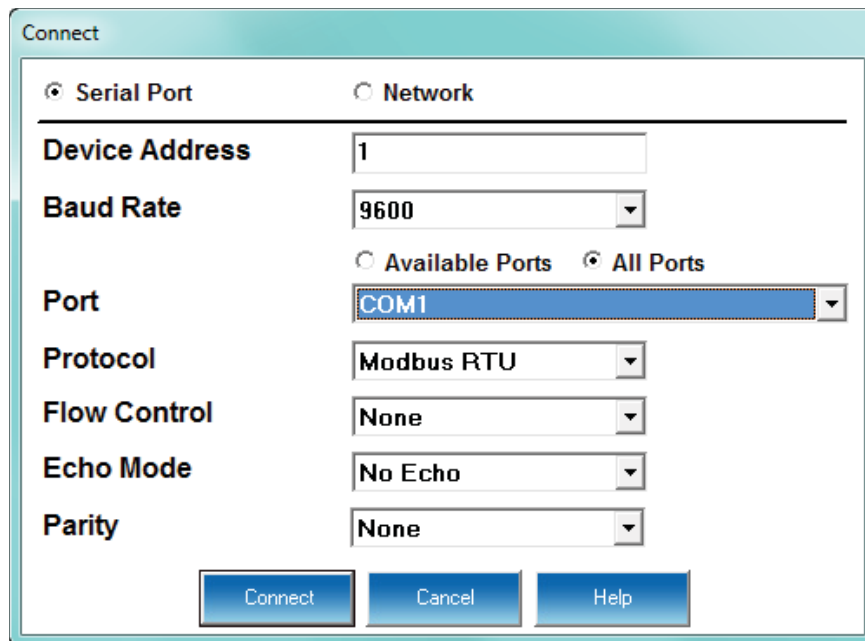 Connect
Serial Port Network
Device Address 1
Baud Rate 9600
Available Ports All Ports
Port COM1
Protocol Modbus RTU
Flow Control None
Echo Mode No Echo
Parity None
Connect Cancel Help